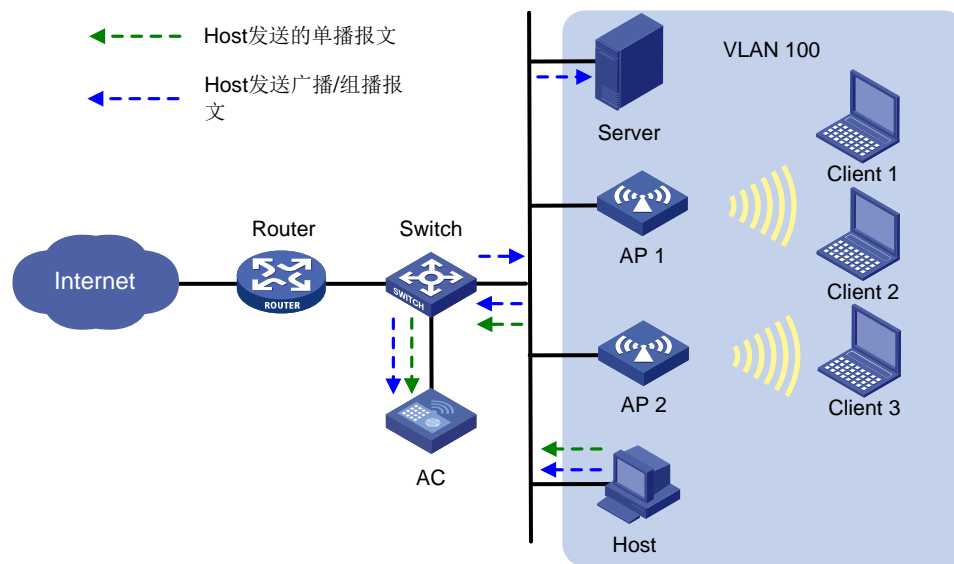 Host发送的单播报文
Host发送广播/组播报
文
VLAN 100
Server
Client 1
Router
Switch
AP 1
Internet
ROUTER
SWITCH
Client 2
AP 2
Client 3
AC
Host